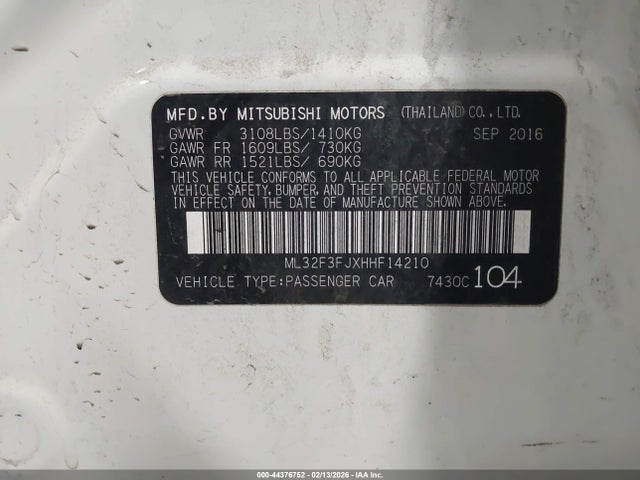 MFD.BY MITSUBISHI MOTORS (THAILAND) CO., LTD.
GVWR 3108LBS/1410KG SEP 2016
GAWR FR 1609LBS/ 730KG
GAWR RR 1521LBS/ 690KG
THIS VEHICLE CONFORMS TO ALL APPLICABLE FEDERAL MOTOR
VEHICLE SAFETY, BUMPER, AND THEFT PREVENTION STANDARDS
IN EFFECT ON THE DATE OF MANUFACTURE SHOWN ABOVE.
ML32F3FJXHHF14210
VEHICLE TYPE:PASSENGER CAR 7430C 104
000-44376752 - 02/13/2026 - IAA Inc.